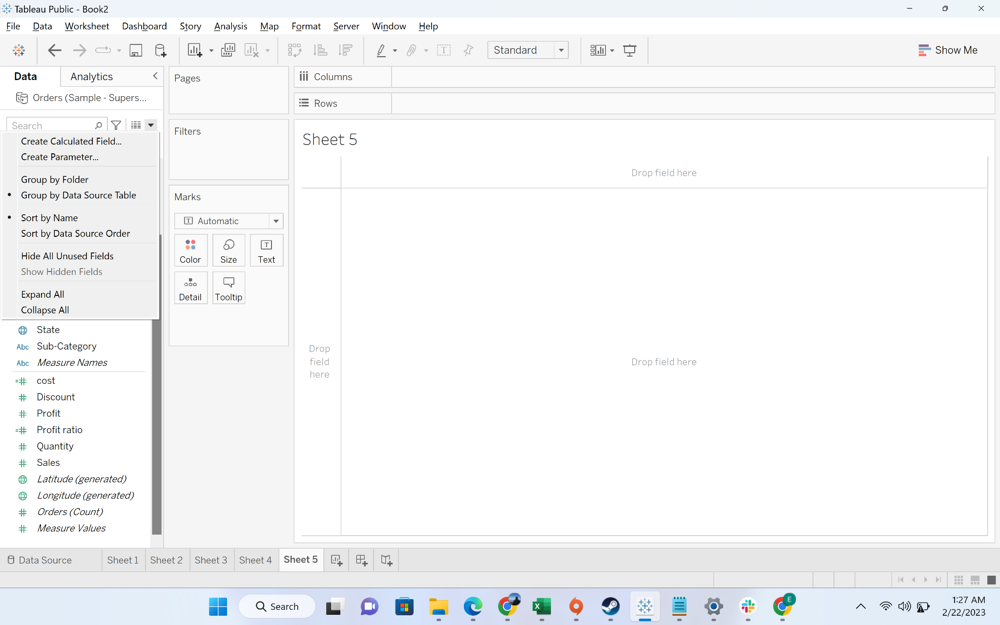 Tableau Public - Book2
File Data Worksheet Dashboard Story Analysis Map Format Server Window Help
Standard
Show Me
Data Analytics
Orders (Sample - Supers...
Search
Create Calculated Field...
Create Parameter...
Group by Folder
Group by Data Source Table
Sort by Name
Sort by Data Source Order
Hide All Unused Fields
Show Hidden Fields
Expand All
Collapse All
State
Abc Sub-Category
Abc Measure Names
cost
Discount
Profit
Profit ratio
Quantity
Sales
Latitude (generated)
Longitude (generated)
Orders (Count)
Measure Values
Pages
Filters
Marks
Automatic
Color Size Text
Detail Tooltip
Columns
Rows
Sheet 5
Drop field here
Drop
field
here
Drop field here
Data Source Sheet 1 Sheet 2 Sheet 3 Sheet 4 Sheet 5
Search
E
1:27 AM
2/22/2023